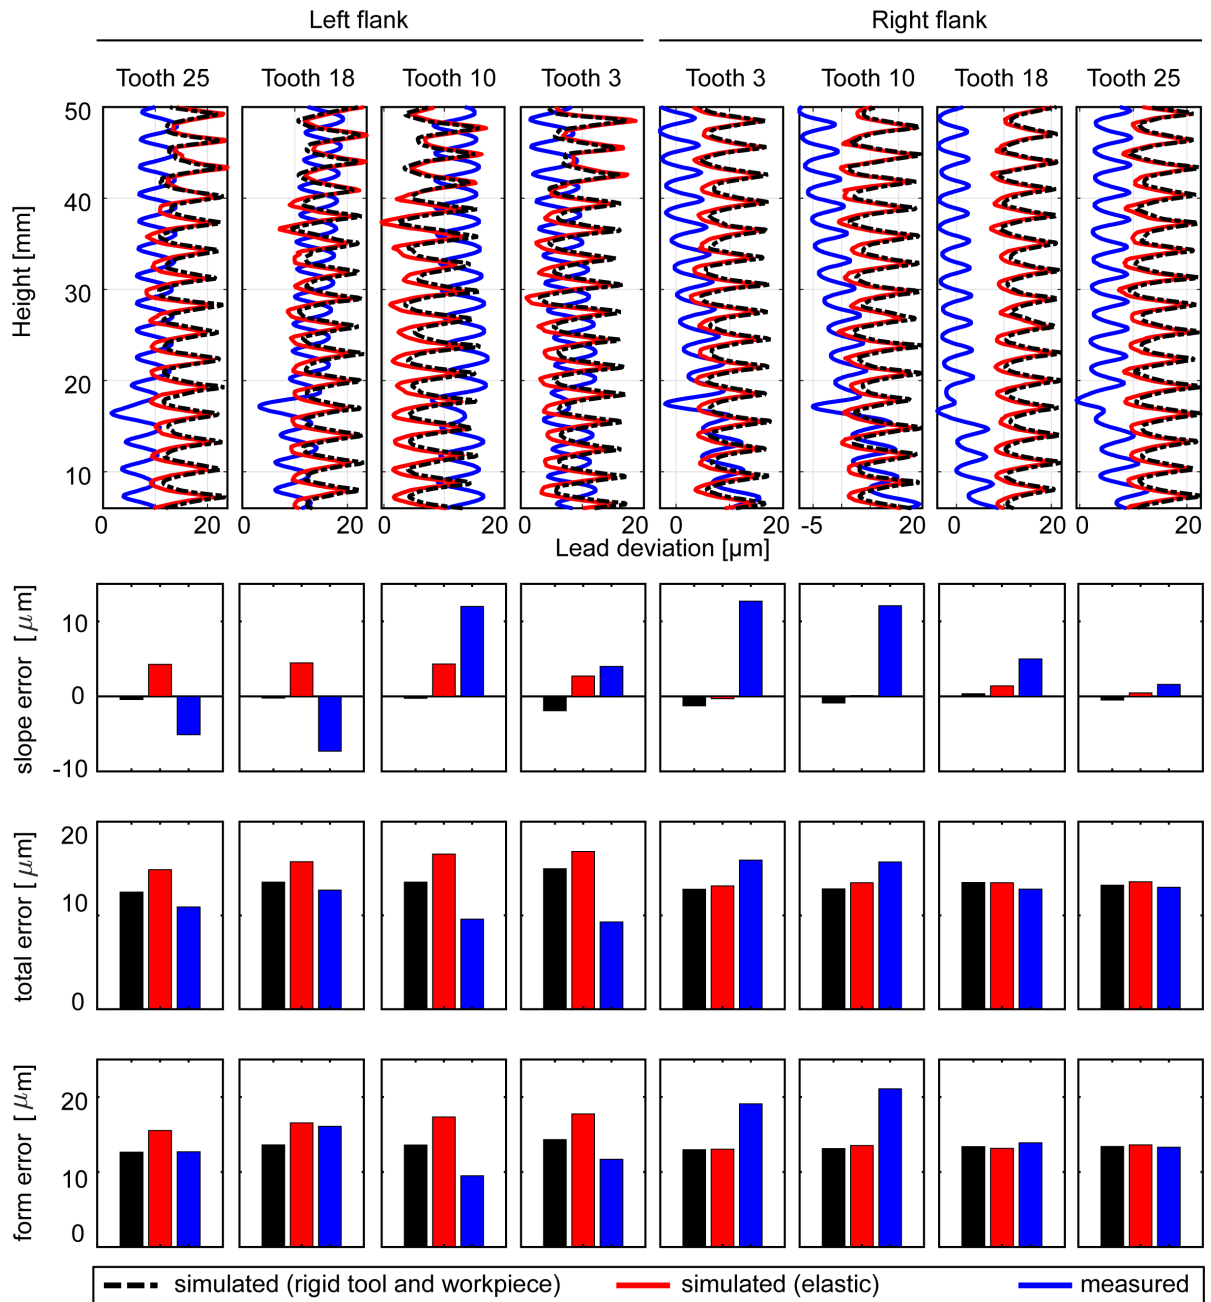 Left flank
Right flank
Tooth 25 Tooth 18 Tooth 10 Tooth 3 Tooth 3 Tooth 10 Tooth 18 Tooth 25
Height [mm]
50
40
30
20
10
0 20 0 20 0 20 0 20 0 20 -5 20 0 20 0 20
Lead deviation [µm]
slope error [μm]
10
0
-10
total error [μm]
20
10
0
form error [μm]
20
10
0
simulated (rigid tool and workpiece) simulated (elastic) measured